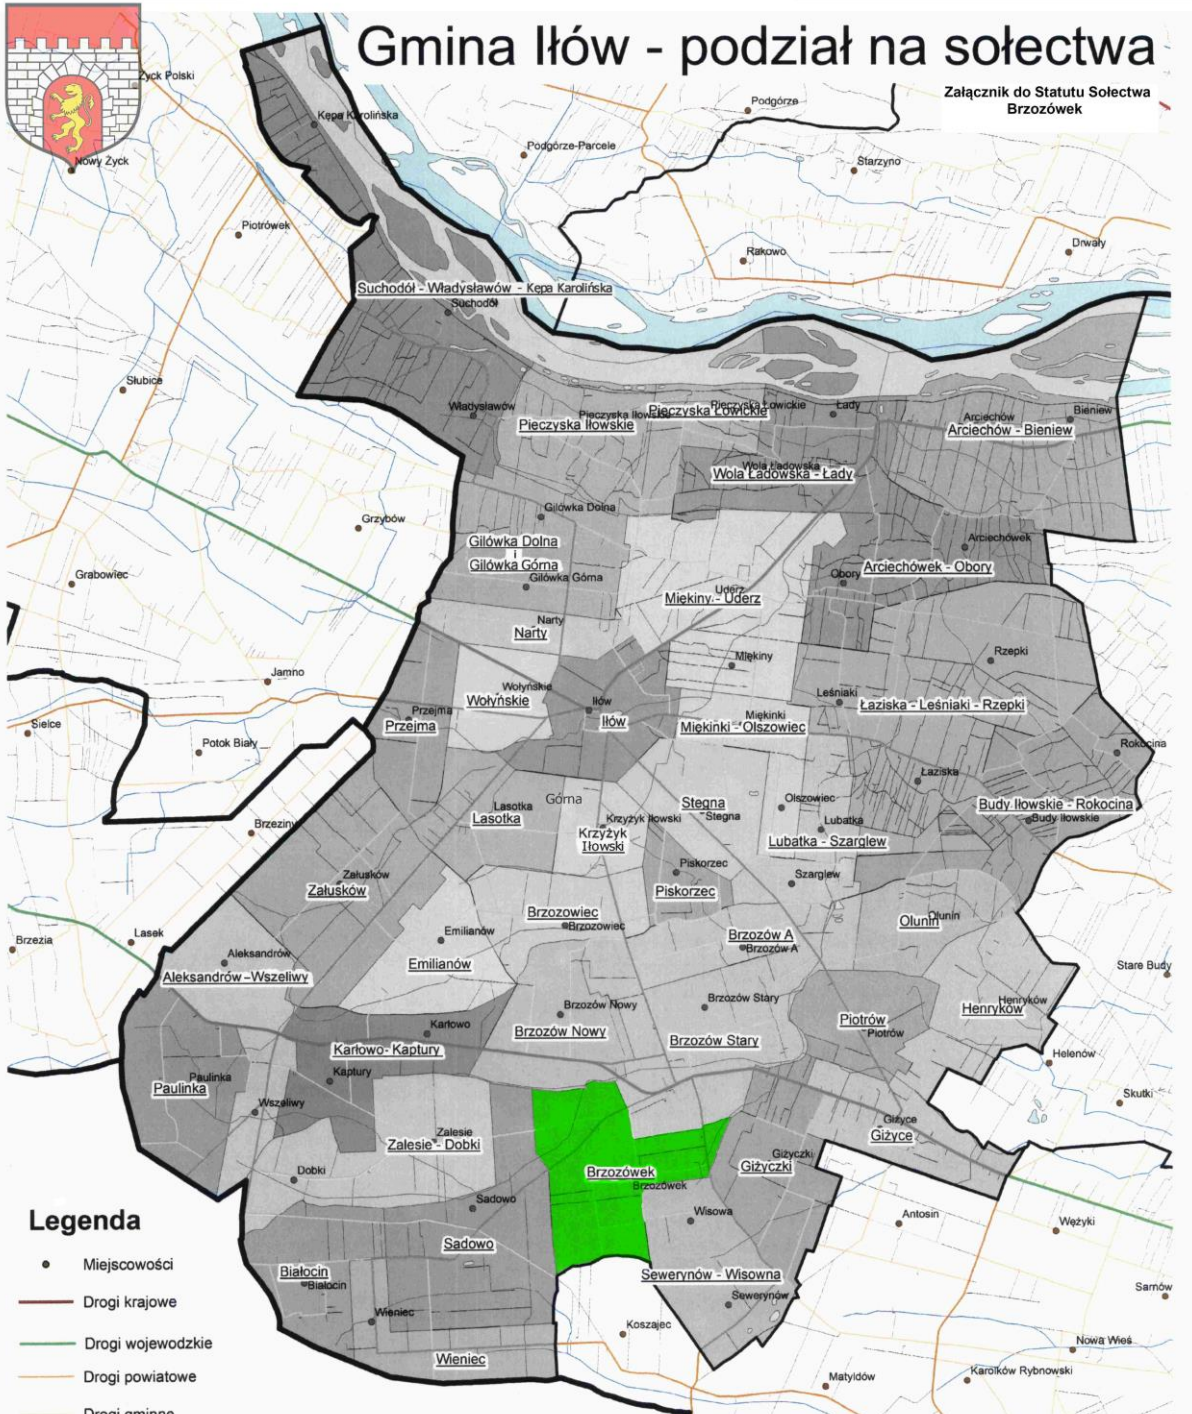 Gmina Iłów - podział na sołectwa
Załącznik do Statutu Sołectwa
Brzozówek
Życk Polski
Nowy Życk
Kępa Karolińska
Podgórze
Podgórze-Parcele
Starzyno
Piotrówek
Rakowo
Drwały
Suchodół - Władysławów - Kępa Karolińska
Suchodół
Słubice
Władysławów
Pieczyska Iłowskie
Pieczyska Iłowskie
Pieczyska Łowickie
Pieczyska Łowickie
Łady
Arciechów
Bieniew
Arciechów - Bieniew
Wola Ładowska
Wola Ładowska - Łady
Grzybów
Gilówka Dolna
Gilówka Dolna
i
Gilówka Górna
Gilówka Górna
Arciechówek
Arciechówek - Obory
Obory
Grabowiec
Uderz
Miękiny - Uderz
Narty
Narty
Miękiny
Rzepki
Jamno
Wołyńskie
Wołyńskie
Leśniaki
Łaziska - Leśniaki - Rzepki
Sielce
Przejma
Przejma
Iłów
Iłów
Miękinki
Miękinki - Olszowiec
Potok Biały
Rokocina
Łaziska
Górna
Lasotka
Lasotka
Stegna
Stegna
Olszowiec
Budy Iłowskie - Rokocina
Budy Iłowskie
Brzeziny
Krzyżyk Iłowski
Krzyżyk
Iłowski
Lubatka
Lubatka - Szarglew
Załusków
Załusków
Piskorzec
Piskorzec
Szarglew
Brzezia
Lasek
Emilianów
Emilianów
Brzozowiec
Brzozowiec
Brzozów A
Brzozów A
Olunin
Olunin
Aleksandrów
Aleksandrów - Wszeliwy
Stare Budy
Brzozów Nowy
Brzozów Nowy
Brzozów Stary
Brzozów Stary
Henryków
Henryków
Piotrów
Piotrów
Karłowo
Karłowo - Kaptury
Kaptury
Helenów
Paulinka
Paulinka
Skutki
Wszeliwy
Zalesie
Zalesie - Dobki
Giżyce
Giżyce
Dobki
Brzozówek
Brzozówek
Giżyczki
Giżyczki
Sadowo
Sadowo
Wisowa
Antosin
Wężyki
Białocin
Białocin
Sewerynów - Wisowna
Sewerynów
Sarnów
Wieniec
Wieniec
Koszajec
Nowa Wieś
Matyldów
Karolków Rybnowski
Legenda
Miejscowości
Drogi krajowe
Drogi wojewodzkie
Drogi powiatowe
Drogi gminne